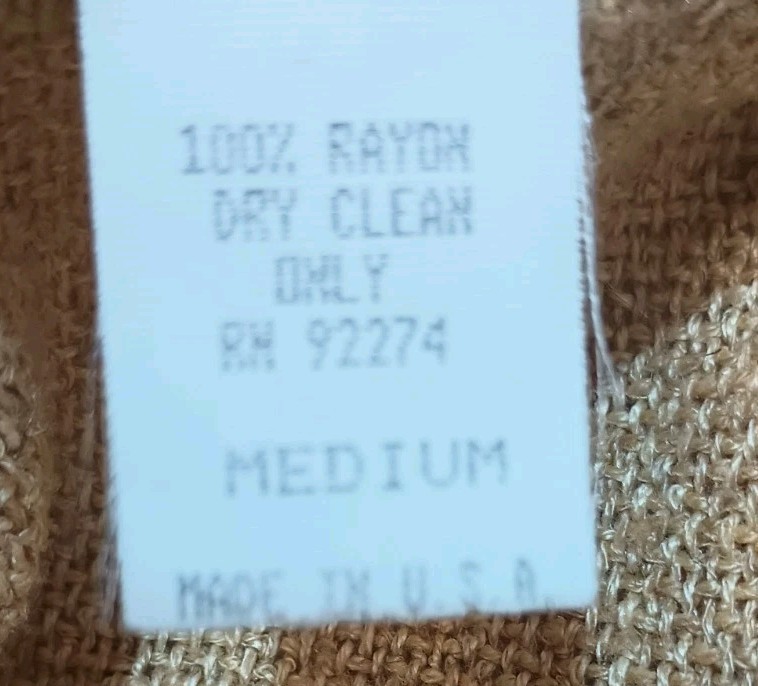 100% RAYON
DRY CLEAN
ONLY
RN 92274
MEDIUM
MADE IN U.S.A.